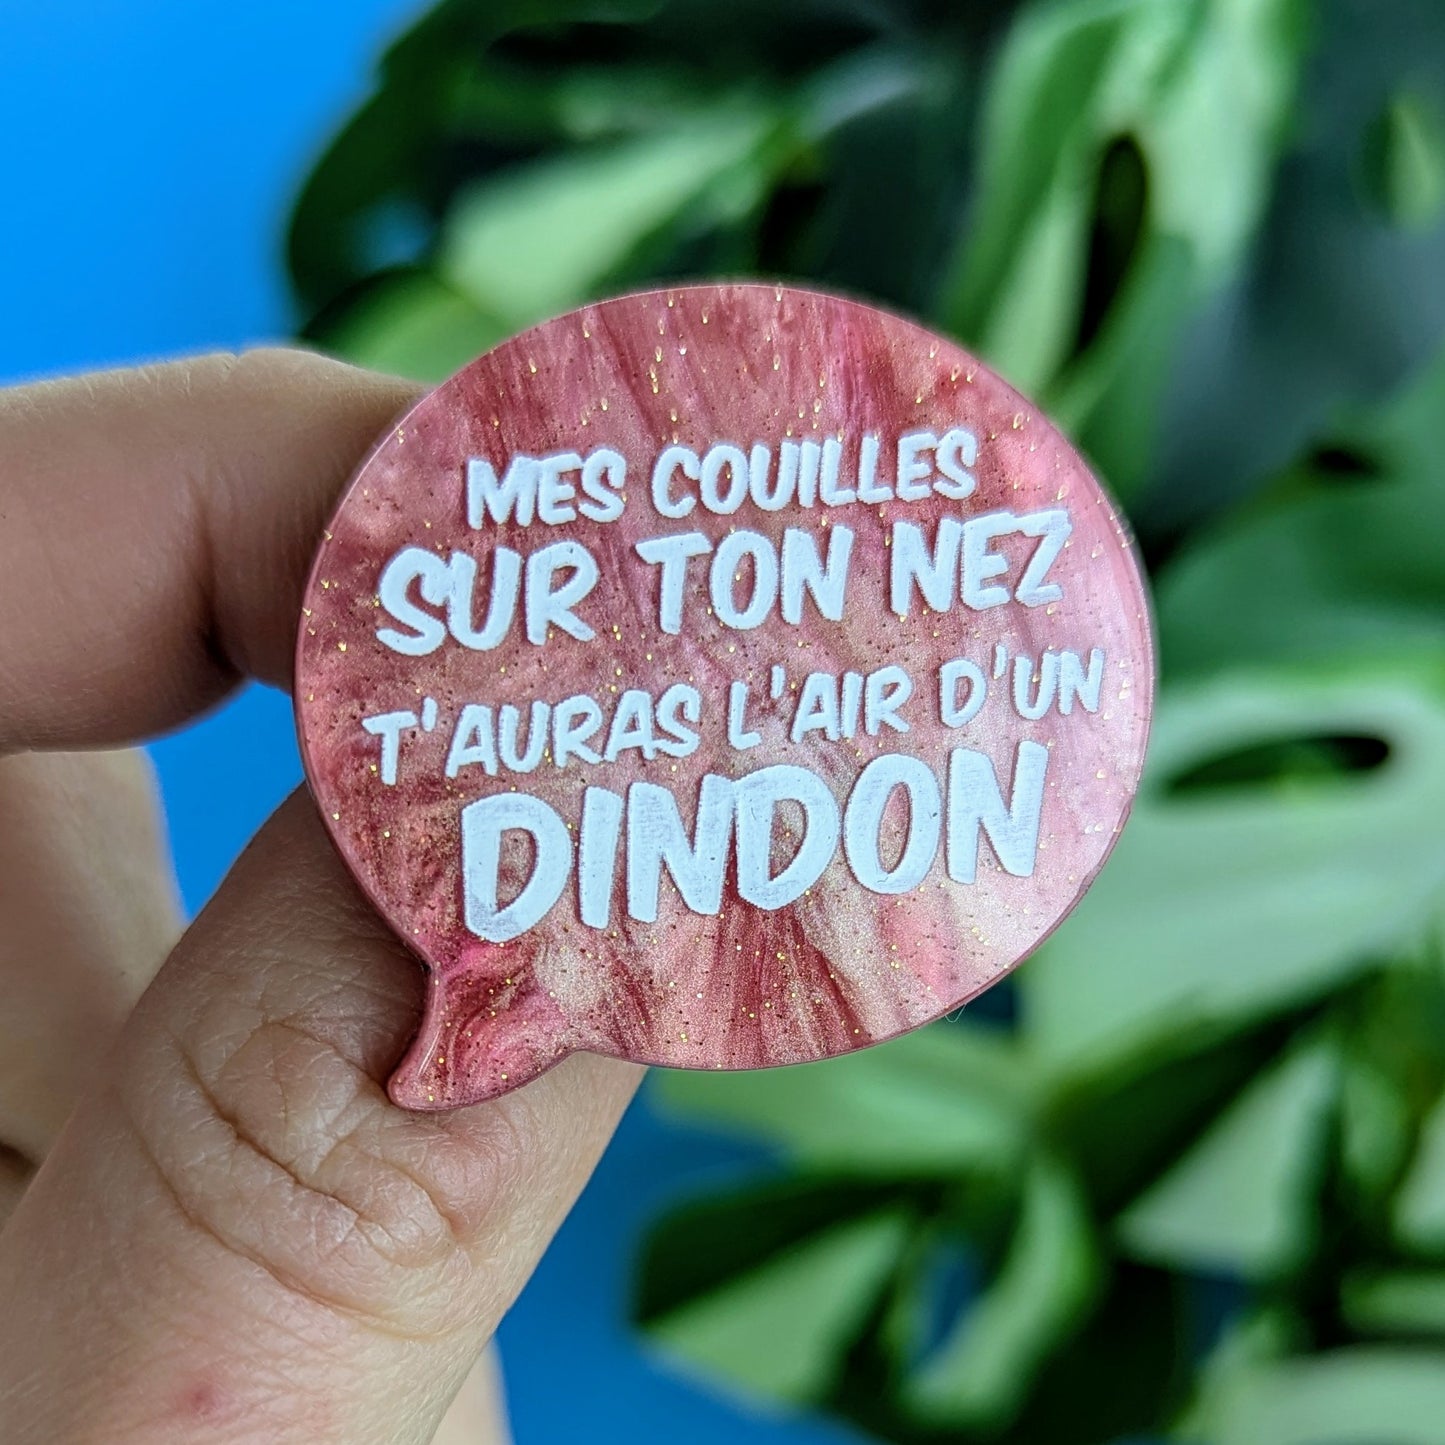 MES COUILLES
SUR TON NEZ
T'AURAS L'AIR D'UN
DINDON